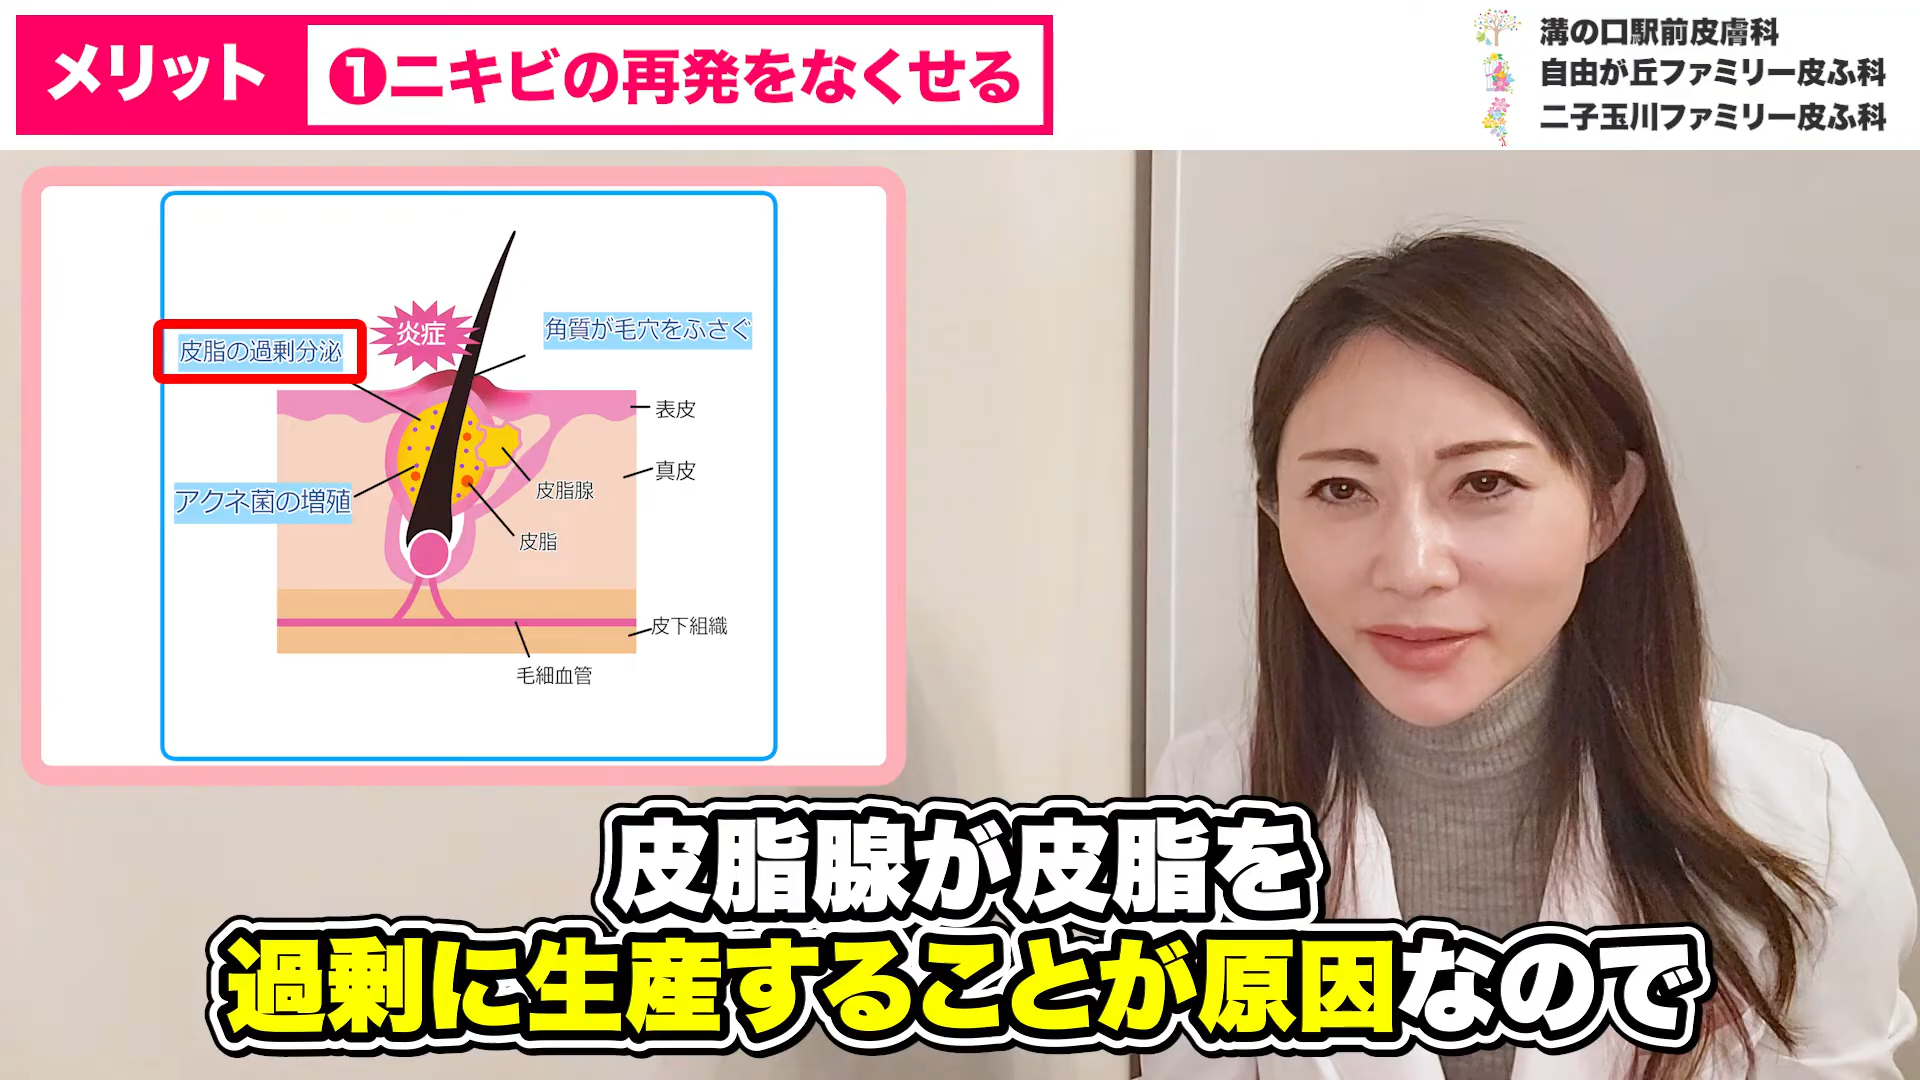 メリット
❶ニキビの再発をなくせる
溝の口駅前皮膚科
自由が丘ファミリー皮ふ科
二子玉川ファミリー皮ふ科
炎症
角質が毛穴をふさぐ
皮脂の過剰分泌
表皮
真皮
皮脂腺
アクネ菌の増殖
皮脂
皮下組織
毛細血管
皮脂腺が皮脂を
過剰に生産することが原因なので